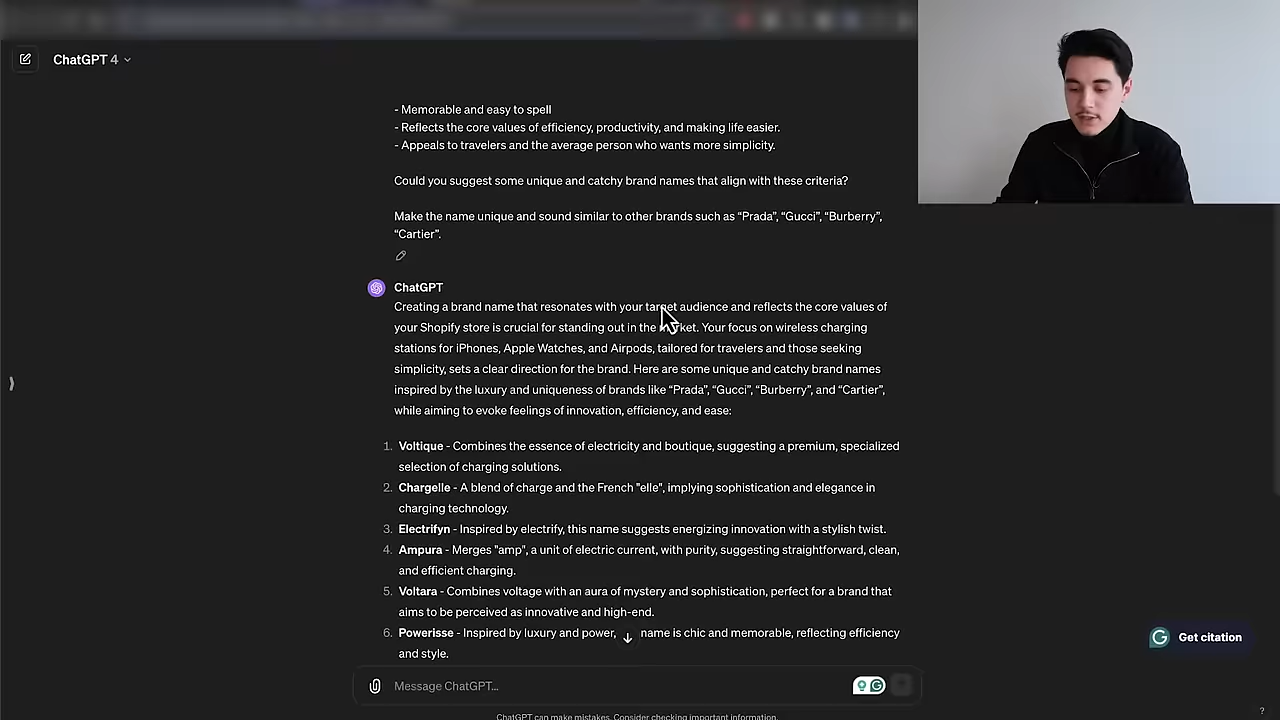 ChatGPT 4
- Memorable and easy to spell
- Reflects the core values of efficiency, productivity, and making life easier.
- Appeals to travelers and the average person who wants more simplicity.
Could you suggest some unique and catchy brand names that align with these criteria?
Make the name unique and sound similar to other brands such as “Prada”, “Gucci”, “Burberry”,
“Cartier”.
ChatGPT
Creating a brand name that resonates with your target audience and reflects the core values of
your Shopify store is crucial for standing out in the market. Your focus on wireless charging
stations for iPhones, Apple Watches, and Airpods, tailored for travelers and those seeking
simplicity, sets a clear direction for the brand. Here are some unique and catchy brand names
inspired by the luxury and uniqueness of brands like “Prada”, “Gucci”, “Burberry”, and “Cartier”,
while aiming to evoke feelings of innovation, efficiency, and ease:
1. Voltique - Combines the essence of electricity and boutique, suggesting a premium, specialized
selection of charging solutions.
2. Chargelle - A blend of charge and the French "elle", implying sophistication and elegance in
charging technology.
3. Electrifyn - Inspired by electrify, this name suggests energizing innovation with a stylish twist.
4. Ampura - Merges "amp", a unit of electric current, with purity, suggesting straightforward, clean,
and efficient charging.
5. Voltara - Combines voltage with an aura of mystery and sophistication, perfect for a brand that
aims to be perceived as innovative and high-end.
6. Powerisse - Inspired by luxury and power, name is chic and memorable, reflecting efficiency
and style.
Get citation
Message ChatGPT...
ChatGPT can make mistakes. Consider checking important information.
?